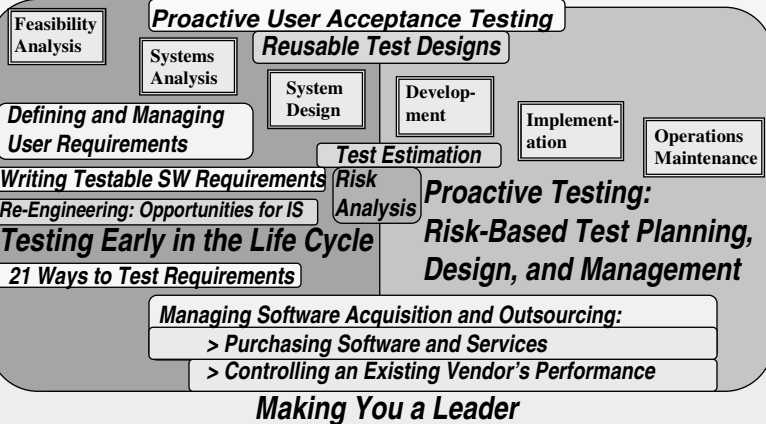 Proactive User Acceptance Testing
Feasibility
Analysis
Reusable Test Designs
Systems
Analysis
System
Design
Develop-
ment
Defining and Managing
User Requirements
Implement-
ation
Operations
Maintenance
Test Estimation
Writing Testable SW Requirements
Risk
Analysis
Re-Engineering: Opportunities for IS
Proactive Testing:
Risk-Based Test Planning,
Design, and Management
Testing Early in the Life Cycle
21 Ways to Test Requirements
Managing Software Acquisition and Outsourcing:
> Purchasing Software and Services
> Controlling an Existing Vendor's Performance
Making You a Leader